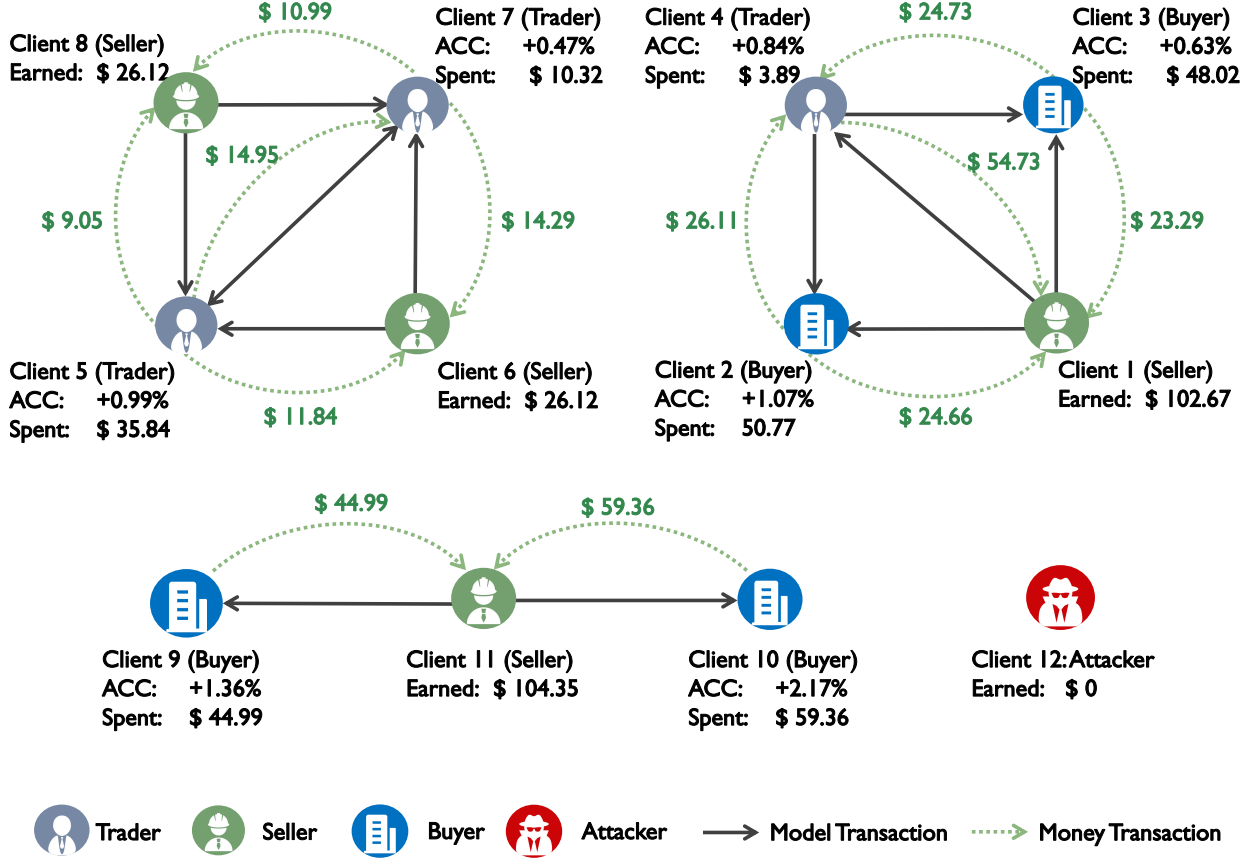 $ 10.99
Client 8 (Seller)
Earned: $ 26.12
Client 7 (Trader)
ACC: +0.47%
Spent: $ 10.32
$ 14.95
$ 9.05
$ 14.29
Client 5 (Trader)
ACC: +0.99%
Spent: $ 35.84
$ 11.84
Client 6 (Seller)
Earned: $ 26.12
$ 24.73
Client 4 (Trader)
ACC: +0.84%
Spent: $ 3.89
Client 3 (Buyer)
ACC: +0.63%
Spent: $ 48.02
$ 54.73
$ 26.11
$ 23.29
Client 2 (Buyer)
ACC: +1.07%
Spent: 50.77
$ 24.66
Client 1 (Seller)
Earned: $ 102.67
$ 44.99
$ 59.36
Client 9 (Buyer)
ACC: +1.36%
Spent: $ 44.99
Client 11 (Seller)
Earned: $ 104.35
Client 10 (Buyer)
ACC: +2.17%
Spent: $ 59.36
Client 12:Attacker
Earned: $ 0
Trader
Seller
Buyer
Attacker
Model Transaction
Money Transaction